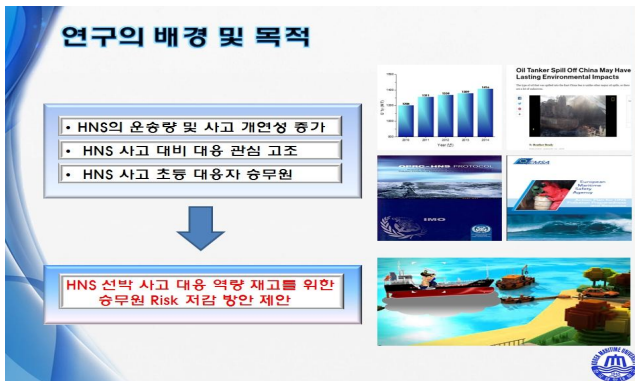 연구의 배경 및 목적
• HNS의 운송량 및 사고 개연성 증가
• HNS 사고 대비 대응 관심 고조
• HNS 사고 초등 대응자 승무원
HNS 선박 사고 대응 역량 재고를 위한
승무원 Risk 저감 방안 제안
Year (년)
Oil Tanker Spill Off China May Have
Lasting Environmental Impacts
OPRC-HNS PROTOCOL
IMO
EMSA
European
Maritime
Safety
Agency